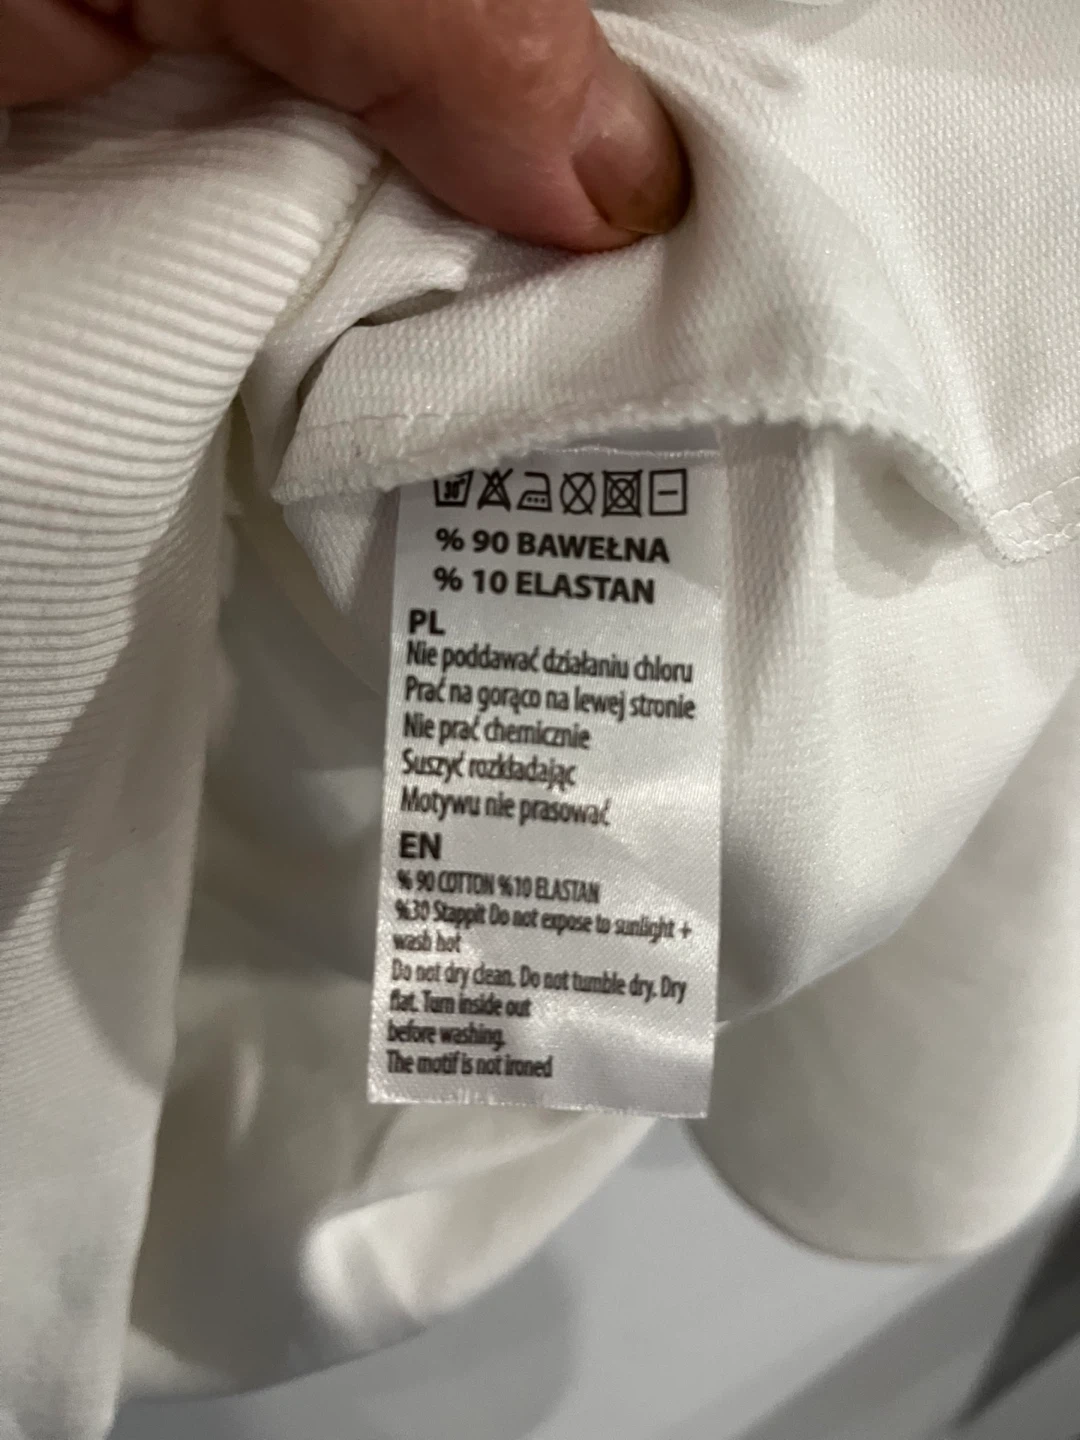 30°
% 90 BAWEŁNA
% 10 ELASTAN
PL
Nie poddawać działaniu chloru
Prać na gorąco na lewej stronie
Nie prać chemicznie
Suszyć rozkładając
Motywu nie prasować
EN
% 90 COTTON %10 ELASTAN
%30 Stappit Do not expose to sunlight +
wash hot
Do not dry clean. Do not tumble dry. Dry
flat. Turn inside out
before washing.
The motif is not ironed